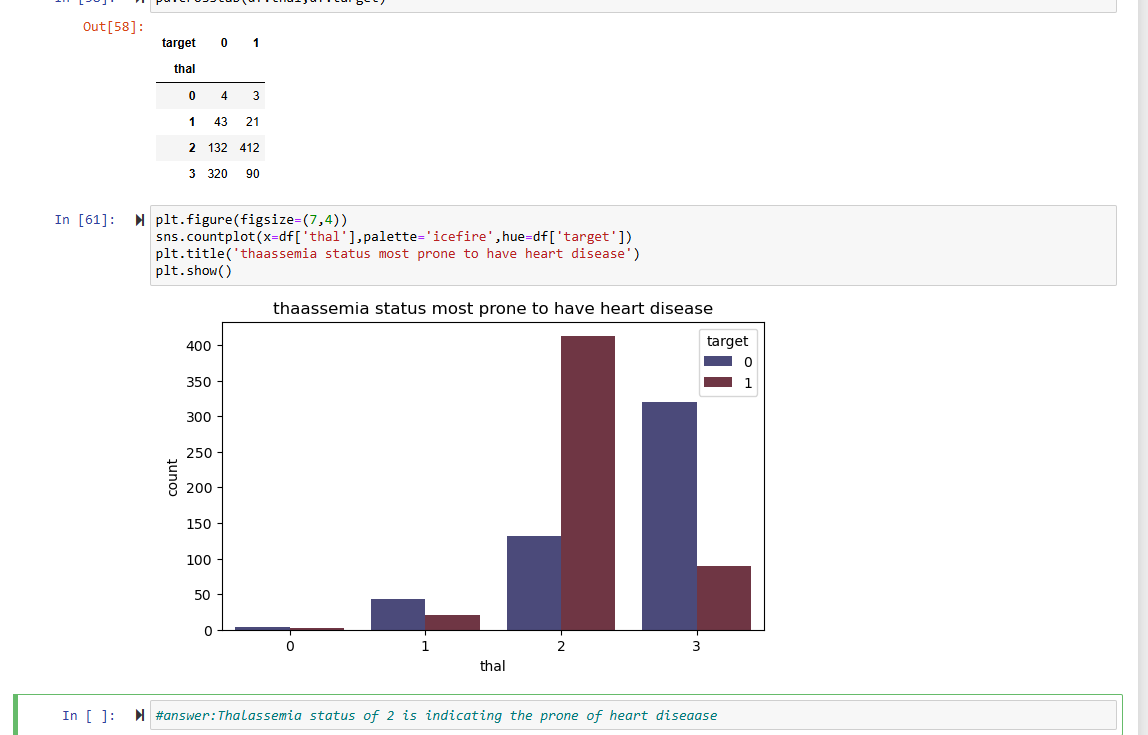 Out[58]:
target 0 1
thal
0 4 3
1 43 21
2 132 412
3 320 90
In [61]:
plt.figure(figsize=(7,4))
sns.countplot(x=df['thal'],palette='icefire',hue=df['target'])
plt.title('thaassemia status most prone to have heart disease')
plt.show()
thaassemia status most prone to have heart disease
target
0
1
400
350
300
250
200
150
100
50
0
count
0 1 2 3
thal
In [ ]:
#answer:Thalassemia status of 2 is indicating the prone of heart diseaase